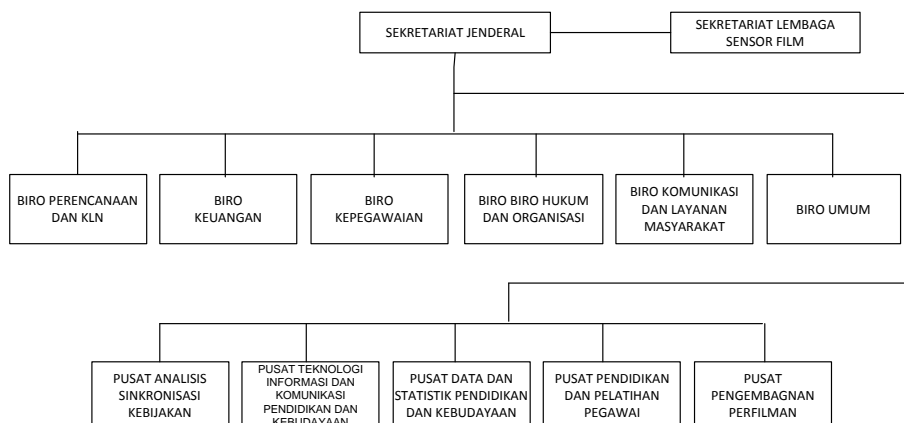 SEKRETARIAT JENDERAL
SEKRETARIAT LEMBAGA
SENSOR FILM
BIRO PERENCANAAN
DAN KLN
BIRO
KEUANGAN
BIRO
KEPEGAWAIAN
BIRO BIRO HUKUM
DAN ORGANISASI
BIRO KOMUNIKASI
DAN LAYANAN
MASYARAKAT
BIRO UMUM
PUSAT ANALISIS
SINKRONISASI
KEBIJAKAN
PUSAT TEKNOLOGI
INFORMASI DAN
KOMUNIKASI
PENDIDIKAN DAN
KEBUDAYAAN
PUSAT DATA DAN
STATISTIK PENDIDIKAN
DAN KEBUDAYAAN
PUSAT PENDIDIKAN
DAN PELATIHAN
PEGAWAI
PUSAT
PENGEMBAGNAN
PERFILMAN